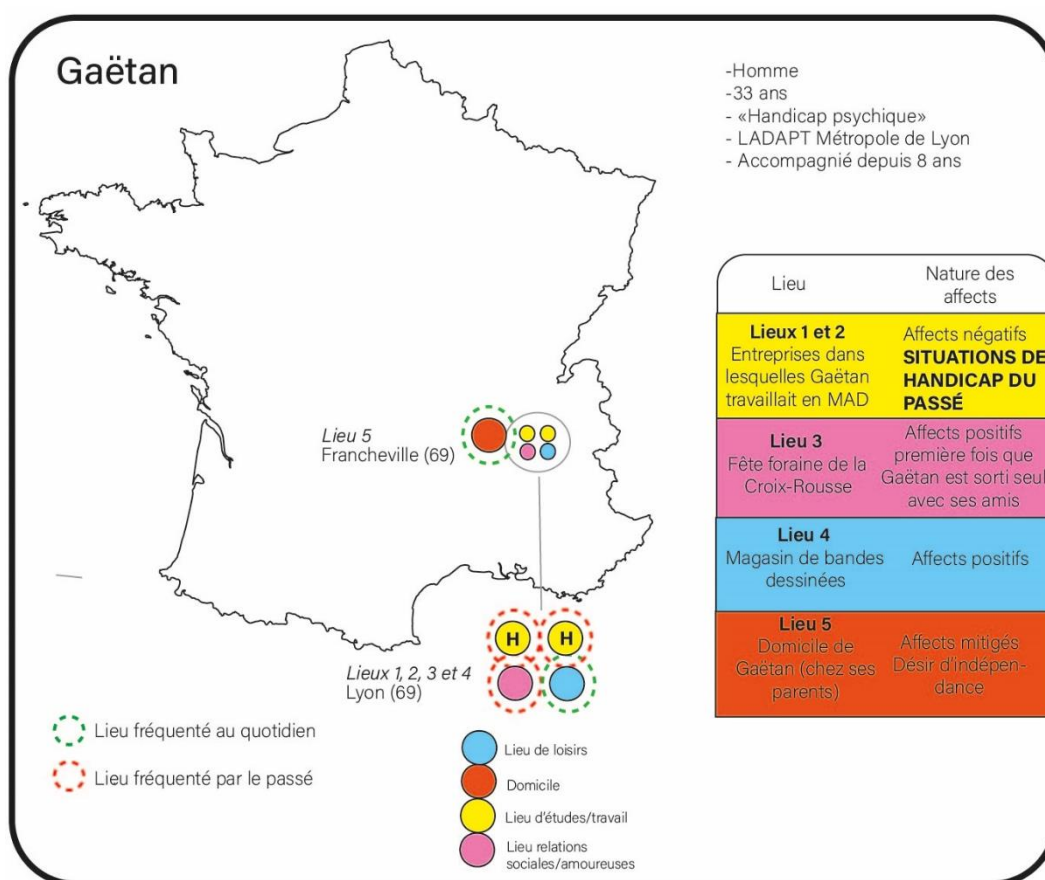 Gaëtan
-Homme
-33 ans
- «Handicap psychique»
- LADAPT Métropole de Lyon
- Accompagnié depuis 8 ans
Lieu
Nature des
affects
Lieux 1 et 2
Entreprises dans
lesquelles Gaëtan
travaillait en MAD
Affects négatifs
SITUATIONS DE
HANDICAP DU
PASSÉ
Lieu 3
Fête foraine de la
Croix-Rousse
Affects positifs
première fois que
Gaëtan est sorti seul
avec ses amis
Lieu 4
Magasin de bandes
dessinées
Affects positifs
Lieu 5
Domicile de
Gaëtan (chez ses
parents)
Affects mitigés
Désir d'indépen-
dance
Lieu 5
Francheville (69)
H H
Lieux 1, 2, 3 et 4
Lyon (69)
Lieu fréquenté au quotidien
Lieu fréquenté par le passé
Lieu de loisirs
Domicile
Lieu d'études/travail
Lieu relations
sociales/amoureuses